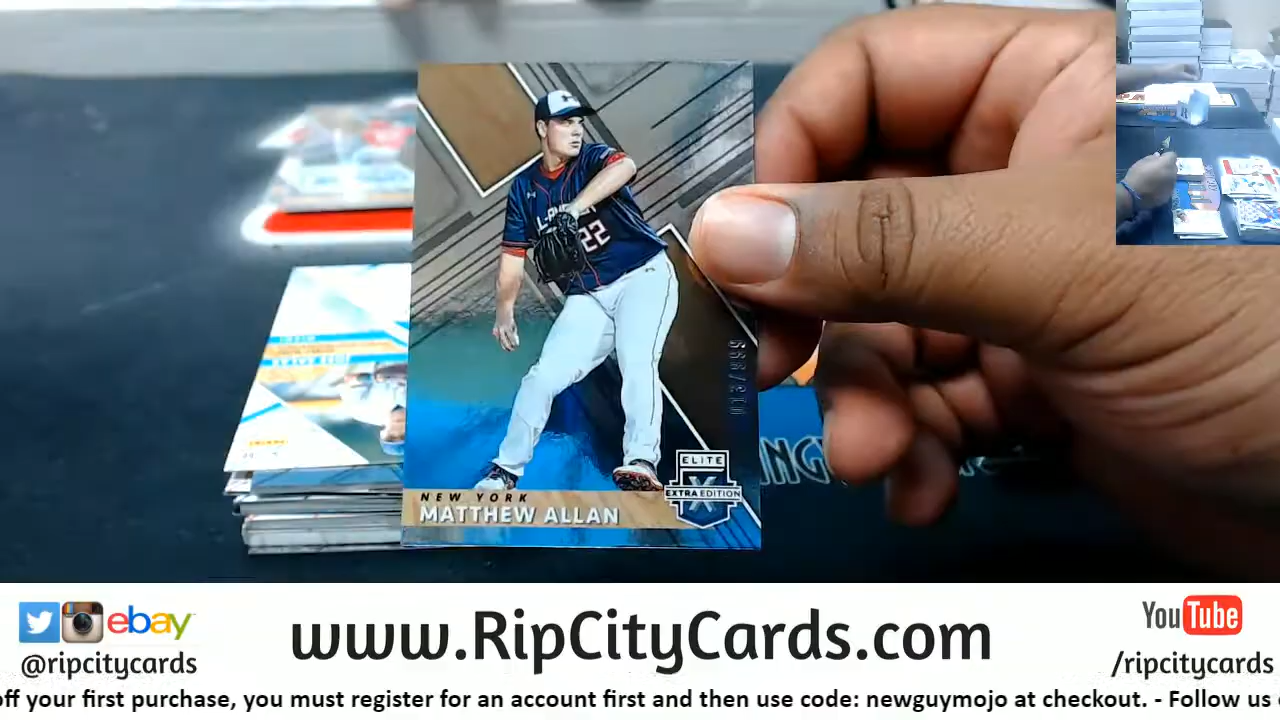 22
NEW YORK
MATTHEW ALLAN
ELITE
X
EXTRA EDITION
ebay
@ripcitycards
www.RipCityCards.com
YouTube
/ripcitycards
off your first purchase, you must register for an account first and then use code: newguymojo at checkout. - Follow us